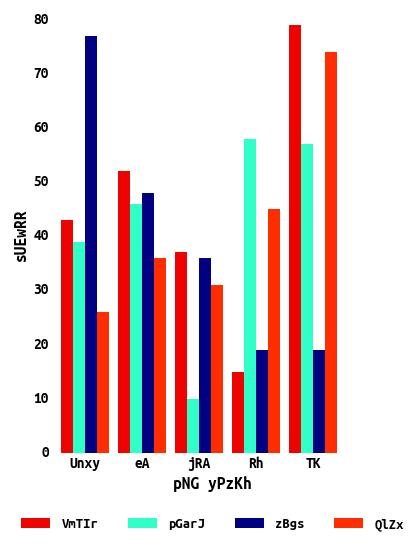 80
70
60
50
40
30
20
10
0
sUEwRR
Unxy eA jRA Rh TK
pNG yPzKh
VmTIr pGarJ zBgs QlZx